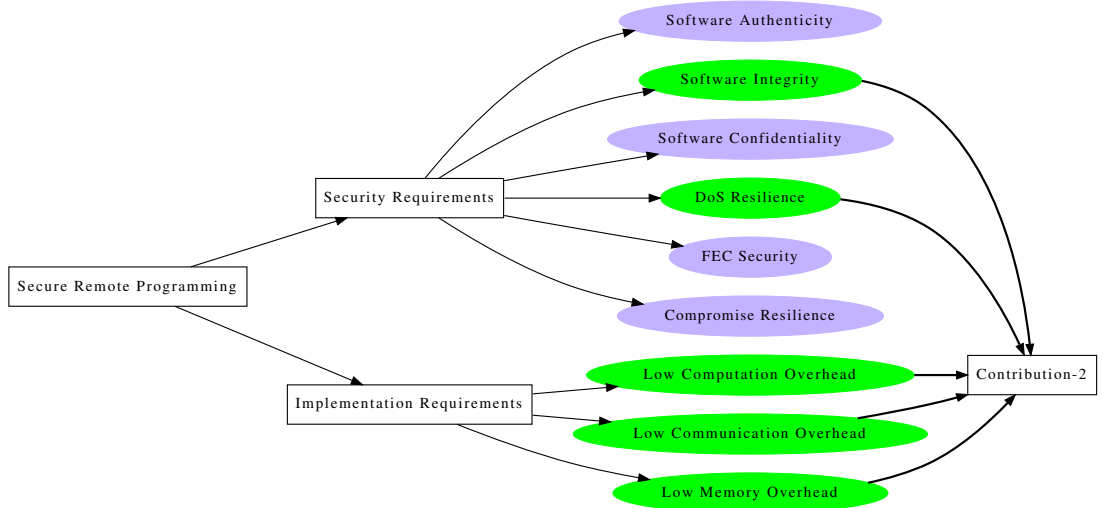 Software Authenticity
Software Integrity
Software Confidentiality
Security Requirements
DoS Resilience
FEC Security
Secure Remote Programming
Compromise Resilience
Low Computation Overhead
Contribution-2
Implementation Requirements
Low Communication Overhead
Low Memory Overhead